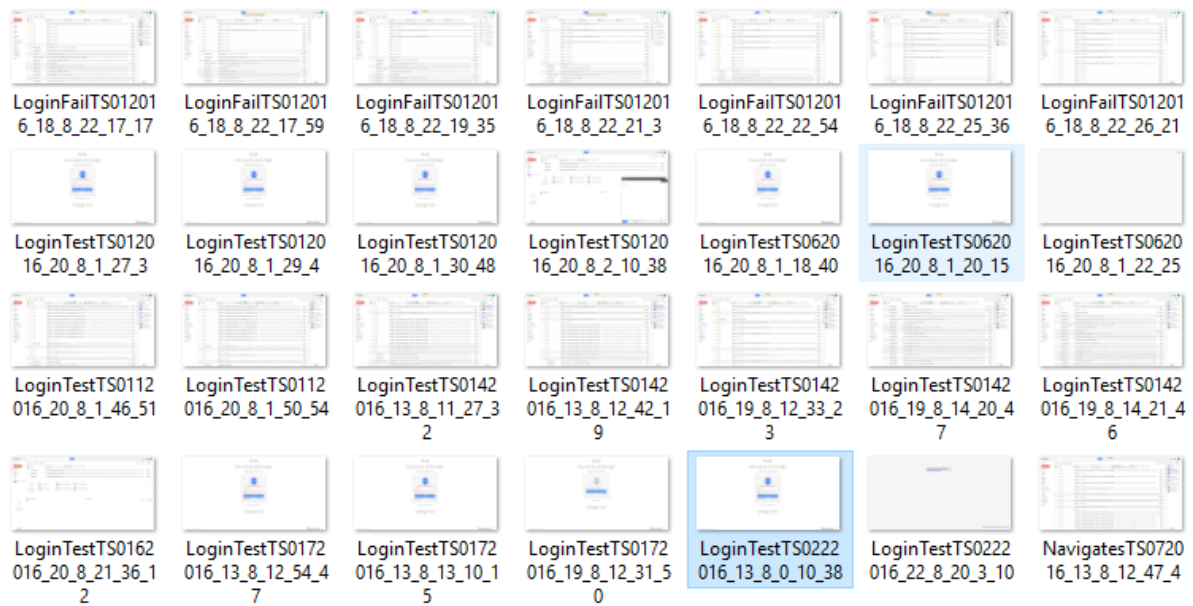 LoginFailTS01201 LoginFailTS01201 LoginFailTS01201 LoginFailTS01201 LoginFailTS01201 LoginFailTS01201 LoginFailTS01201
6_18_8_22_17_17 6_18_8_22_17_59 6_18_8_22_19_35 6_18_8_22_21_3 6_18_8_22_22_54 6_18_8_22_25_36 6_18_8_22_26_21
LoginTestTS0120 LoginTestTS0120 LoginTestTS0120 LoginTestTS0120 LoginTestTS0620 LoginTestTS0620 LoginTestTS0620
16_20_8_1_27_3 16_20_8_1_29_4 16_20_8_1_30_48 16_20_8_2_10_38 16_20_8_1_18_40 16_20_8_1_20_15 16_20_8_1_22_25
LoginTestTS0112 LoginTestTS0112 LoginTestTS0142 LoginTestTS0142 LoginTestTS0142 LoginTestTS0142 LoginTestTS0142
016_20_8_1_46_51 016_20_8_1_50_54 016_13_8_11_27_3 016_13_8_12_42_1 016_19_8_12_33_2 016_19_8_14_20_4 016_19_8_14_21_4
2 9 3 7 6
LoginTestTS0162 LoginTestTS0172 LoginTestTS0172 LoginTestTS0172 LoginTestTS0222 LoginTestTS0222 NavigatesTS0720
016_20_8_21_36_1 016_13_8_12_54_4 016_13_8_13_10_1 016_19_8_12_31_5 016_13_8_0_10_38 016_22_8_20_3_10 16_13_8_12_47_4
2 7 5 0